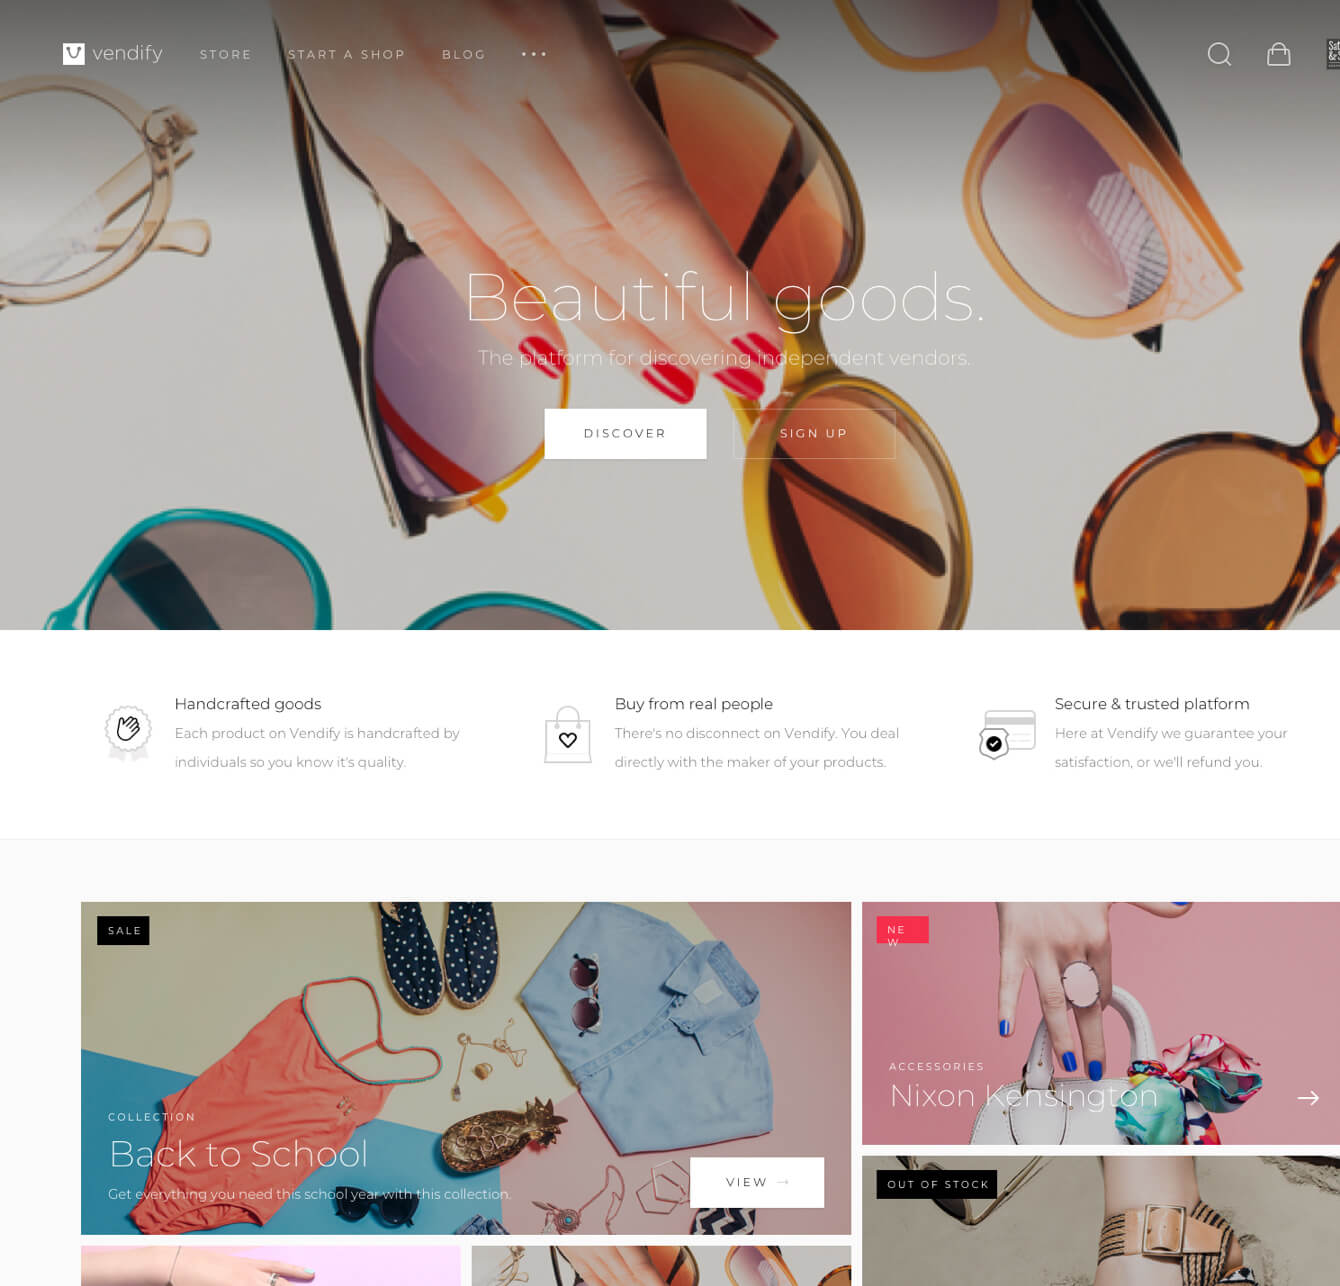 vendify
STORE
START A SHOP
BLOG
Beautiful goods.
The platform for discovering independent vendors.
DISCOVER
SIGN UP
Handcrafted goods
Each product on Vendify is handcrafted by
individuals so you know it's quality.
Buy from real people
There's no disconnect on Vendify. You deal
directly with the maker of your products.
Secure & trusted platform
Here at Vendify we guarantee your
satisfaction, or we'll refund you.
SALE
COLLECTION
Back to School
Get everything you need this school year with this collection.
VIEW →
NE
W
ACCESSORIES
Nixon Kensington
OUT OF STOCK